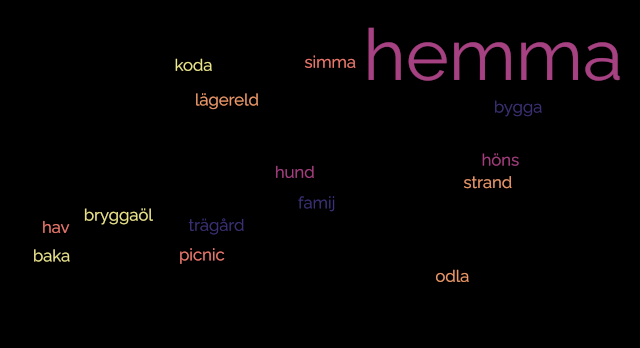 hemma
simma
koda
lägereld
bygga
höns
hund
strand
famij
bryggaöl
trägård
hav
picnic
baka
odla